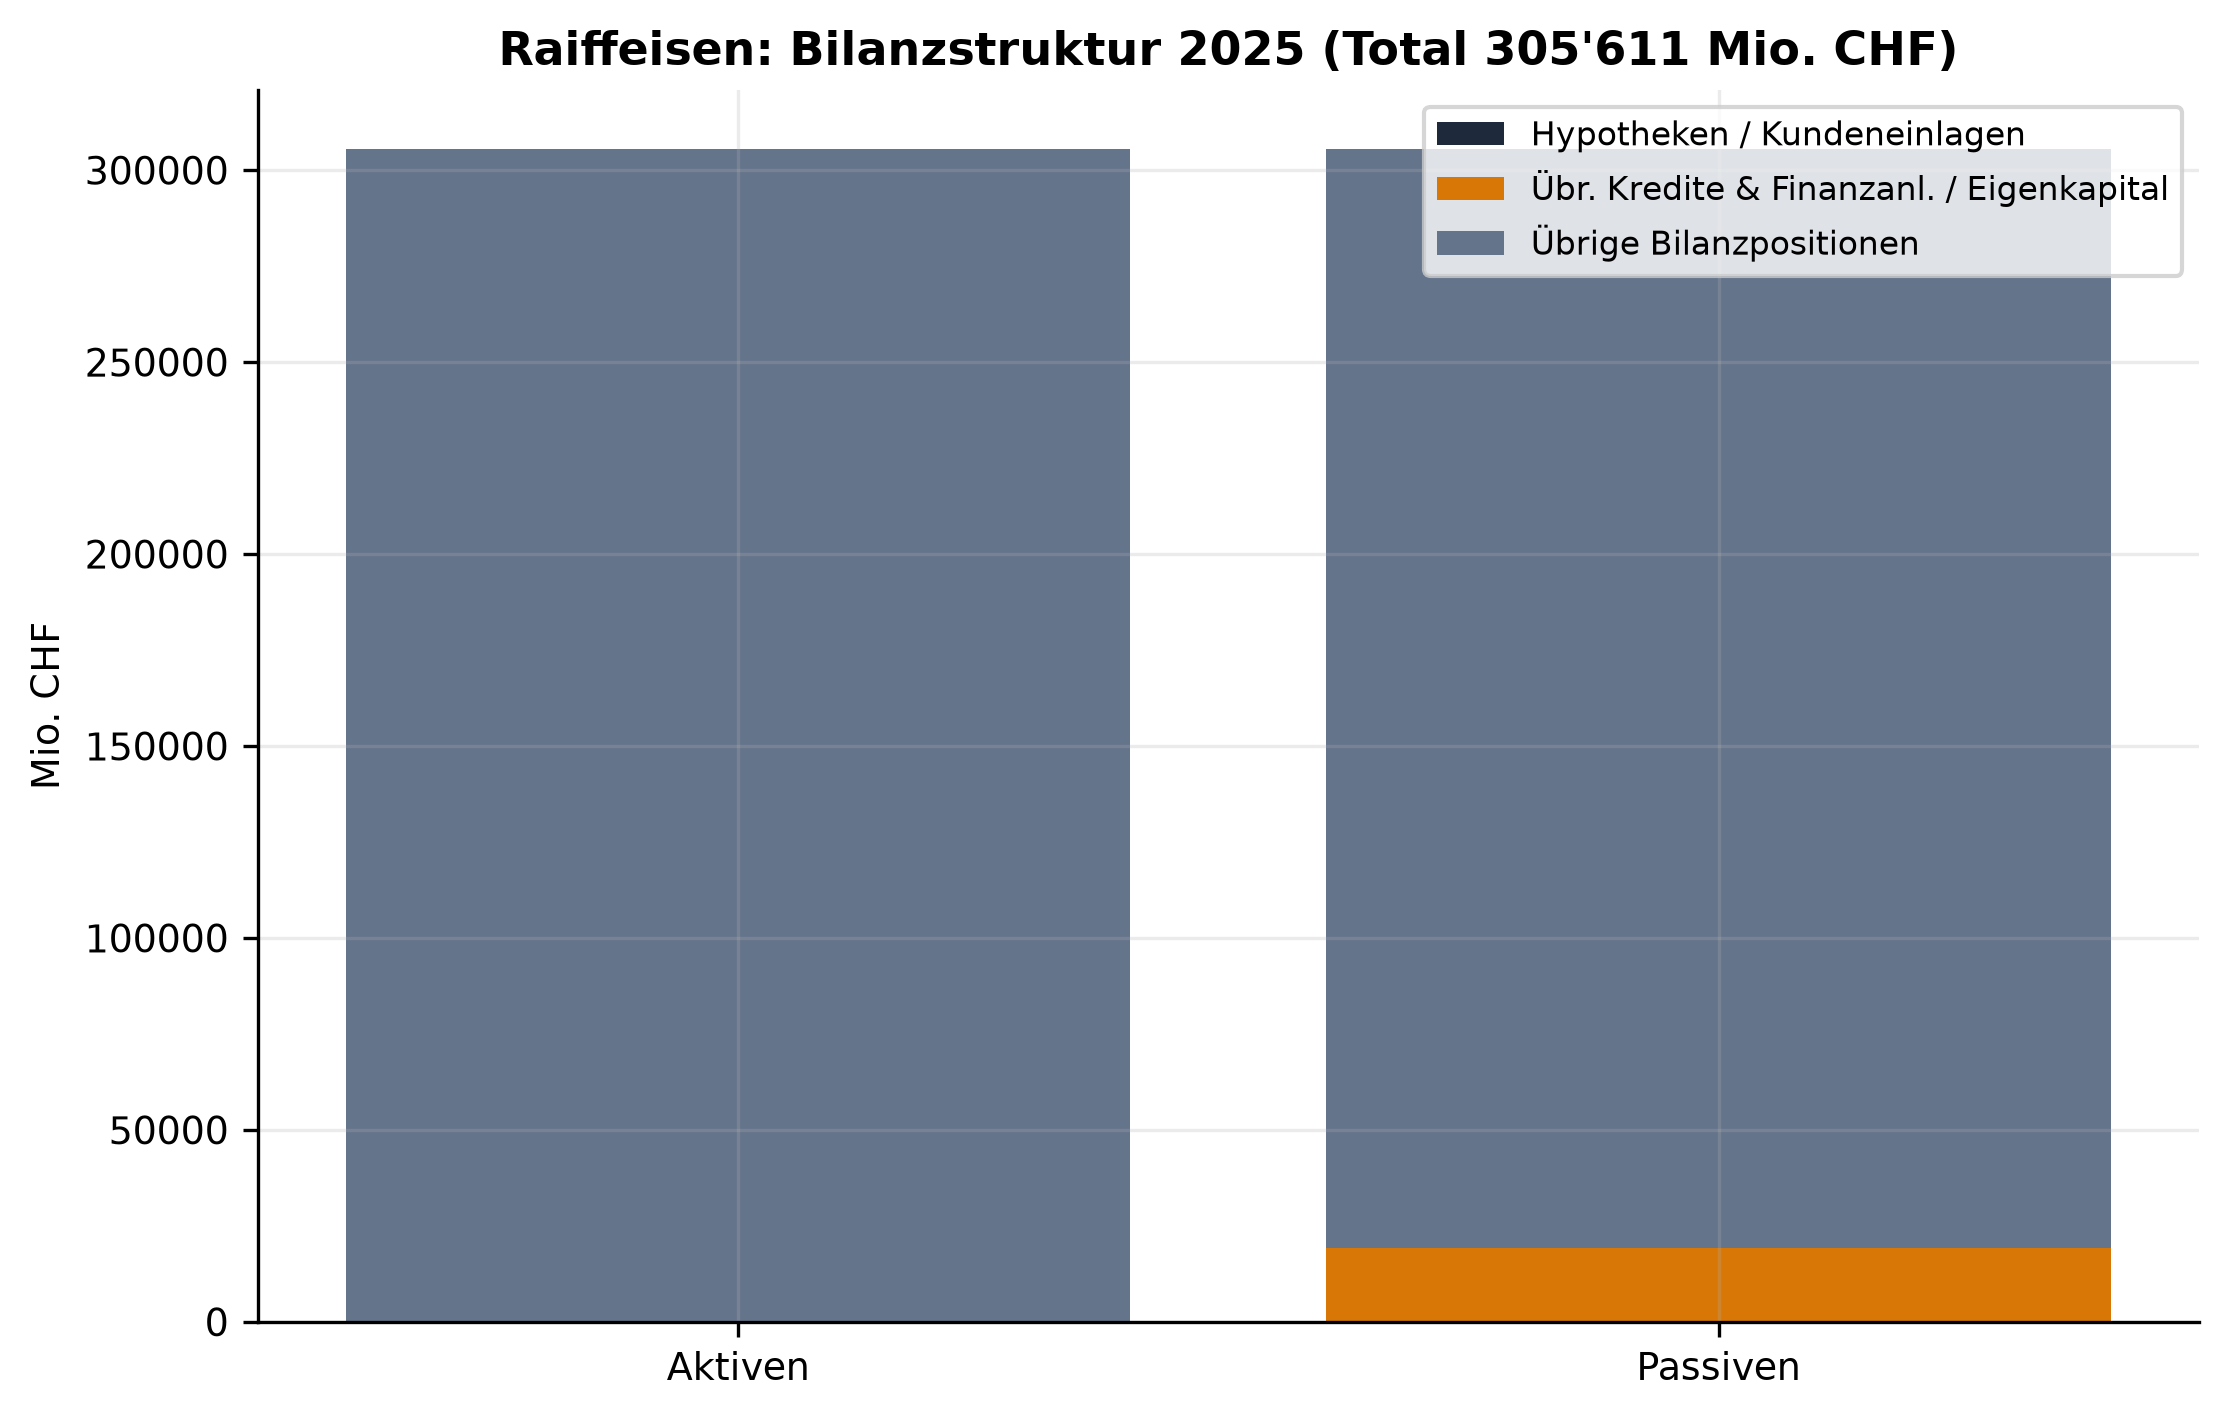 Raiffeisen: Bilanzstruktur 2025 (Total 305'611 Mio. CHF)
Hypotheken / Kundeneinlagen
Übr. Kredite & Finanzanl. / Eigenkapital
Übrige Bilanzpositionen
Mio. CHF
300000
250000
200000
150000
100000
50000
0
Aktiven
Passiven